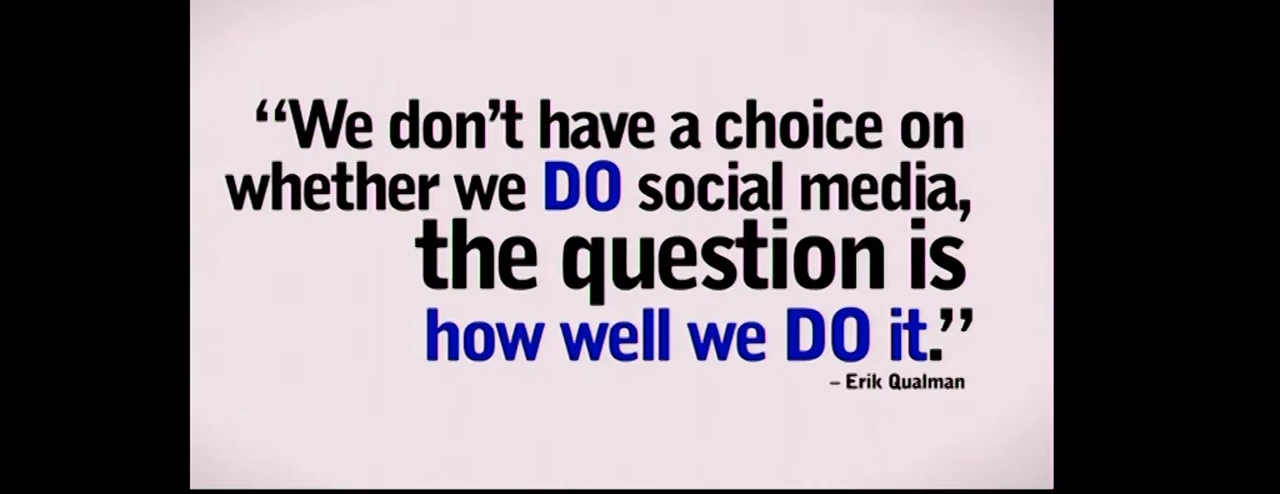 “We don’t have a choice on
whether we DO social media,
the question is
how well we DO it.”
– Erik Qualman